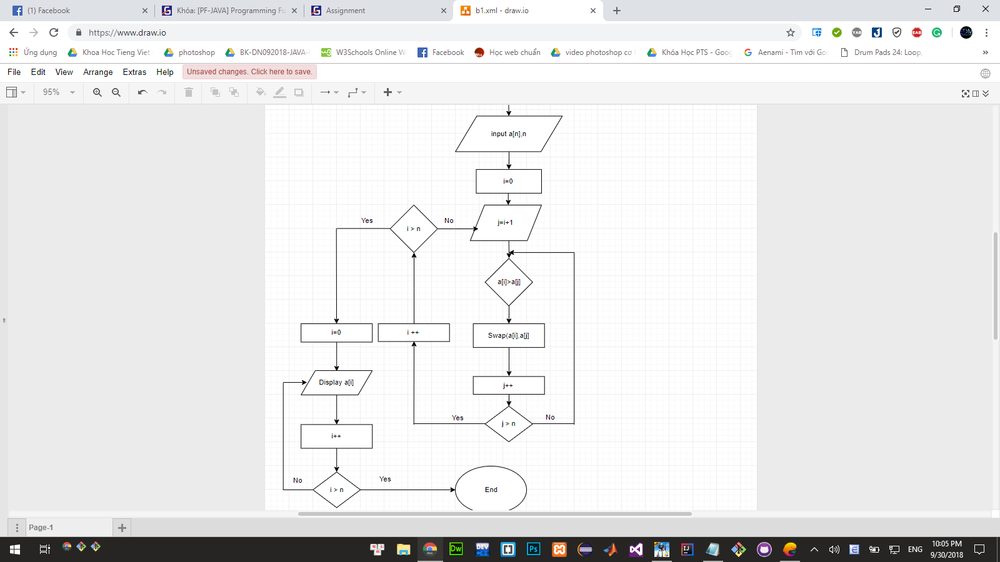 (1) Facebook
Khóa: [PF-JAVA] Programming Fu
Assignment
b1.xml - draw.io
https://www.draw.io
Ứng dụng
Khoa Hoc Tieng Viet
photoshop
BK-DN092018-JAVA-
W3Schools Online W
Facebook
Học web chuẩn
video photoshop cơ
Khóa Học PTS - Goog
Aenami - Tìm với Go
Drum Pads 24: Loop,
File Edit View Arrange Extras Help Unsaved changes. Click here to save.
95%
input a[n],n
i=0
j=i+1
Yes
i > n
No
a[i]>a[j]
i=0
i ++
Swap(a[i],a[j]
Display a[i]
j++
Yes
j > n
No
i++
No
i > n
Yes
End
Page-1
Dw
DEV
Ps
IJ
ENG
10:05 PM
9/30/2018